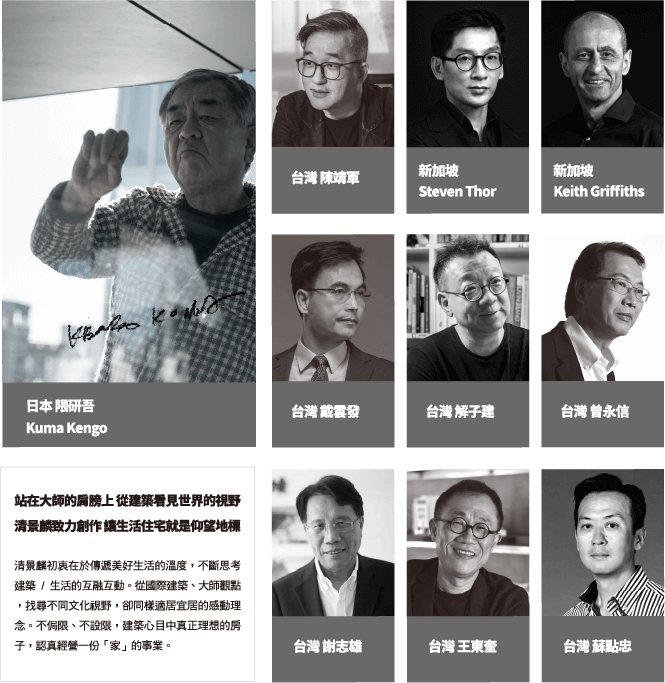 Kengo Kuma
日本 隈研吾
Kuma Kengo
台灣 陳靖軍
新加坡
Steven Thor
新加坡
Keith Griffiths
台灣 戴雲發
台灣 解子建
台灣 曾永信
站在大師的肩膀上 從建築看見世界的視野
清景麟致力創作 讓生活住宅就是仰望地標
清景麟初衷在於傳遞美好生活的溫度，不斷思考
建築 / 生活的互融互動。從國際建築、大師觀點
，找尋不同文化視野，卻同樣適居宜居的感動理
念。不侷限、不設限，建築心目中真正理想的房
子，認真經營一份「家」的事業。
台灣 謝志雄
台灣 王東奎
台灣 蘇點忠